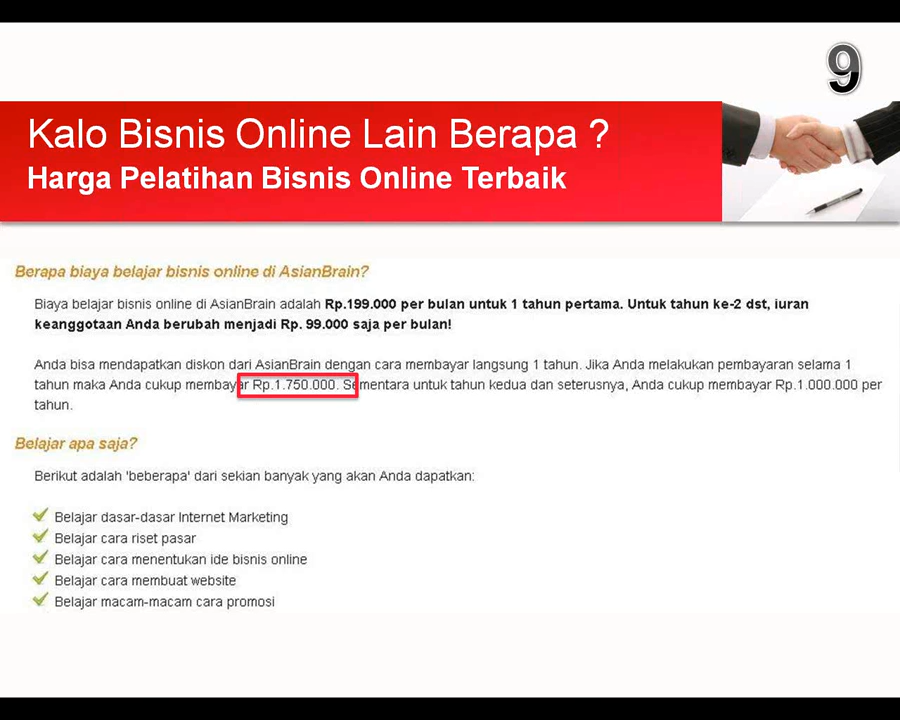 9
Kalo Bisnis Online Lain Berapa ?
Harga Pelatihan Bisnis Online Terbaik
Berapa biaya belajar bisnis online di AsianBrain?
Biaya belajar bisnis online di AsianBrain adalah Rp.199.000 per bulan untuk 1 tahun pertama. Untuk tahun ke-2 dst, iuran
keanggotaan Anda berubah menjadi Rp. 99.000 saja per bulan!
Anda bisa mendapatkan diskon dari AsianBrain dengan cara membayar langsung 1 tahun. Jika Anda melakukan pembayaran selama 1
tahun maka Anda cukup membayar Rp.1.750.000. Sementara untuk tahun kedua dan seterusnya, Anda cukup membayar Rp.1.000.000 per
tahun.
Belajar apa saja?
Berikut adalah 'beberapa' dari sekian banyak yang akan Anda dapatkan:
Belajar dasar-dasar Internet Marketing
Belajar cara riset pasar
Belajar cara menentukan ide bisnis online
Belajar cara membuat website
Belajar macam-macam cara promosi